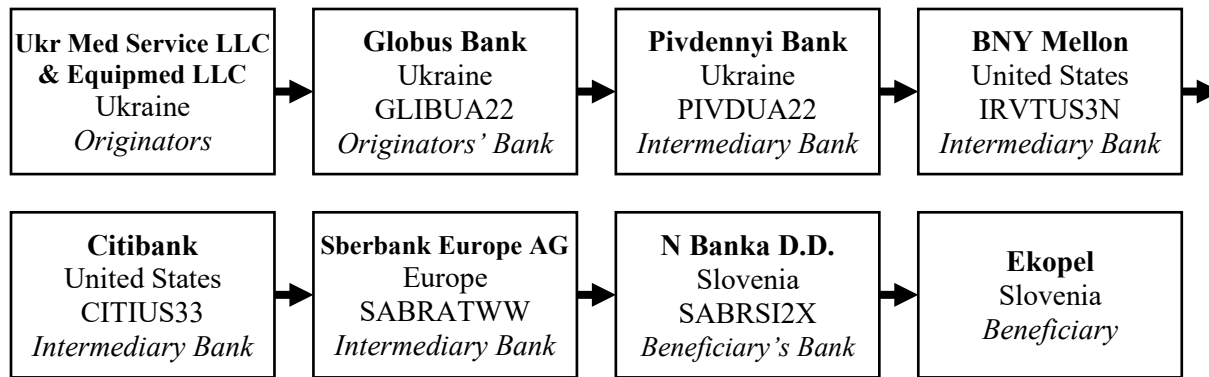 Ukr Med Service LLC
& Equipmed LLC
Ukraine
Originators
Globus Bank
Ukraine
GLIBUA22
Originators’ Bank
Pivdennyi Bank
Ukraine
PIVDUA22
Intermediary Bank
BNY Mellon
United States
IRVTUS3N
Intermediary Bank
Citibank
United States
CITIUS33
Intermediary Bank
Sberbank Europe AG
Europe
SABRATWW
Intermediary Bank
N Banka D.D.
Slovenia
SABRSI2X
Beneficiary’s Bank
Ekopel
Slovenia
Beneficiary